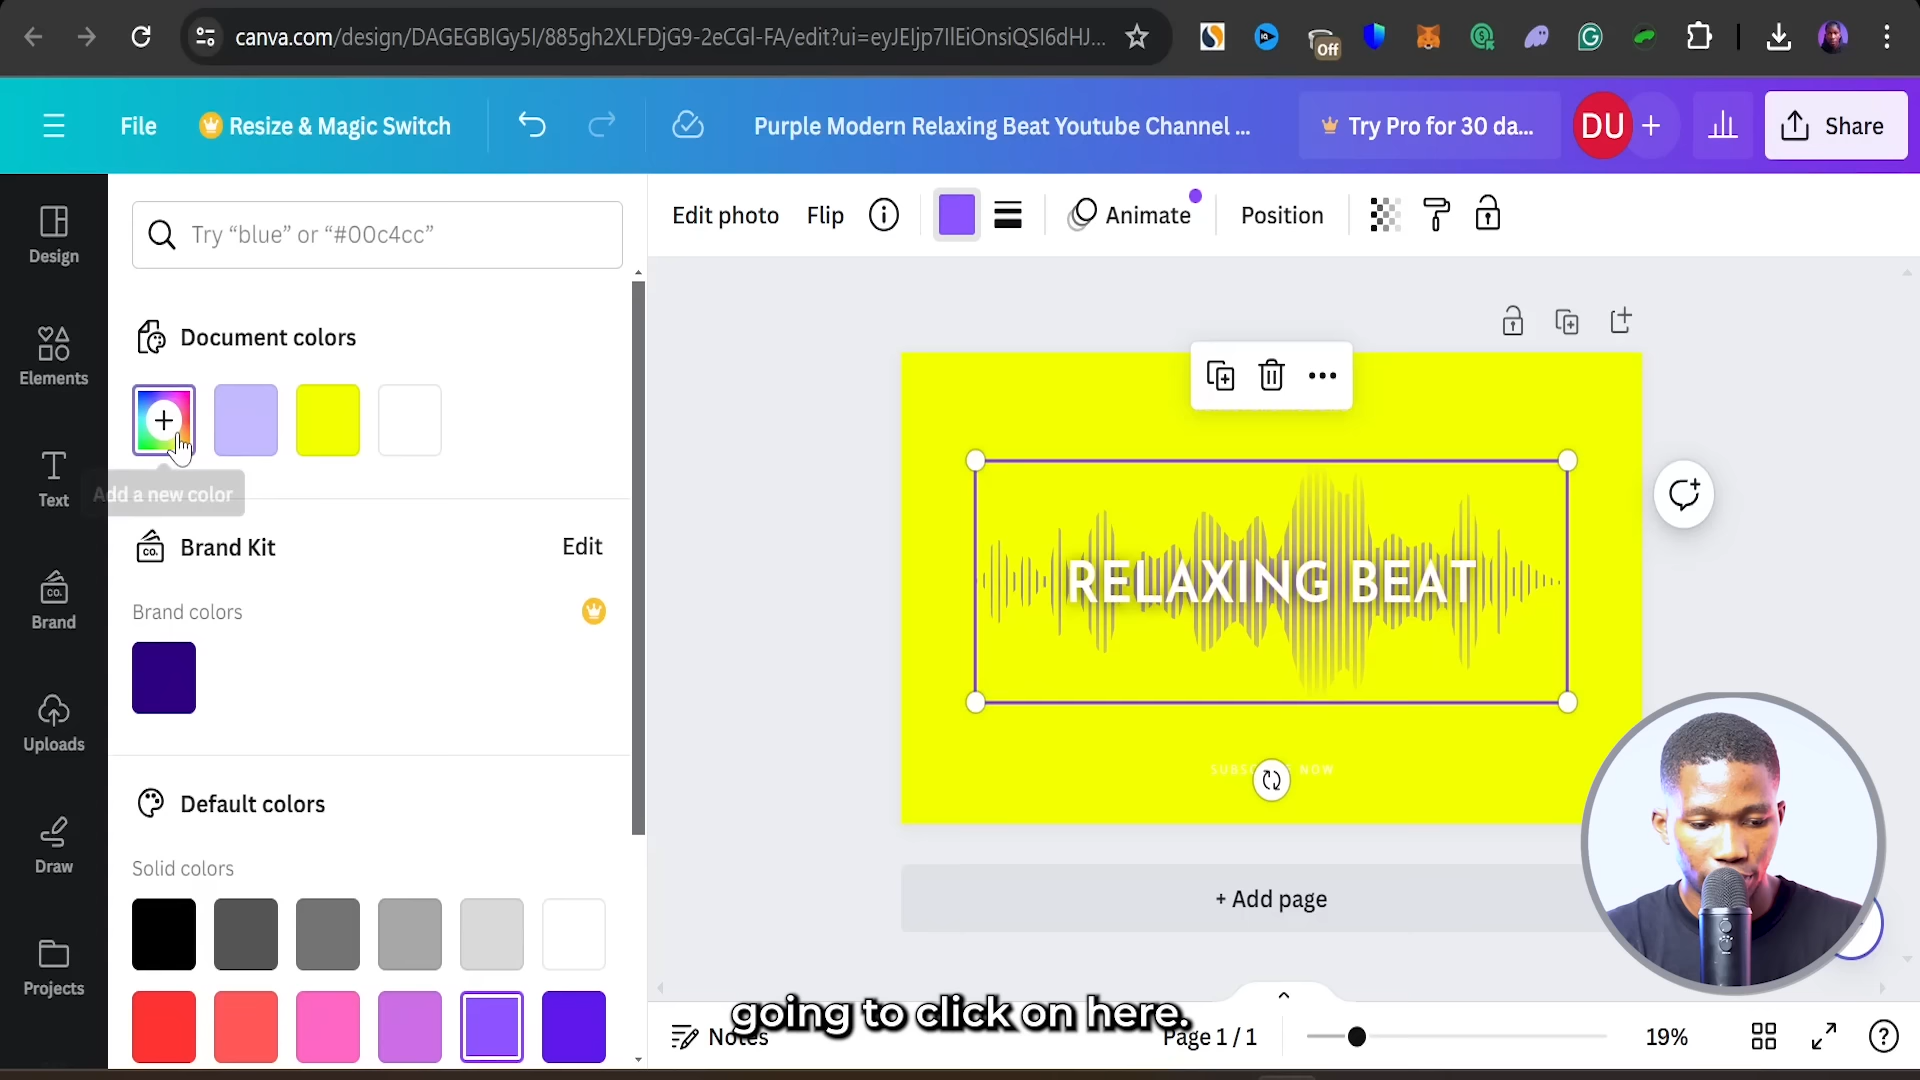 canva.com/design/DAGEGBIGy5I/885gh2XLFDjG9-2eCGl-FA/edit?ui=eyJEIjp7IlEiOnsiQSI6dHJ...
Off
File
Resize & Magic Switch
Purple Modern Relaxing Beat Youtube Channel ...
Try Pro for 30 da...
DU
Share
Design
Elements
Text
Brand
Uploads
Draw
Projects
Try “blue” or “#00c4cc”
Document colors
Add a new color
Brand Kit
Edit
Brand colors
Default colors
Solid colors
Edit photo
Flip
Animate
Position
RELAXING BEAT
+ Add page
going to click on here.
Notes
Page 1 / 1
19%